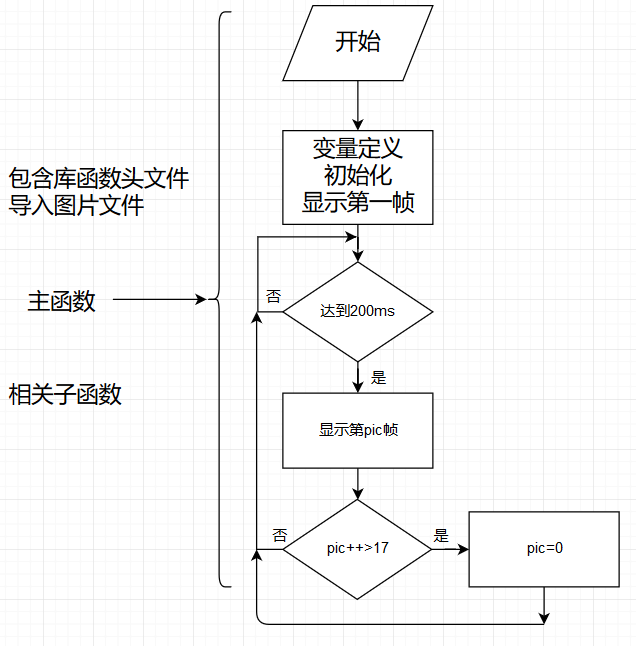 开始
变量定义
初始化
显示第一帧
包含库函数头文件
导入图片文件
主函数
否
达到200ms
是
相关子函数
显示第pic帧
否
pic++>17
是
pic=0